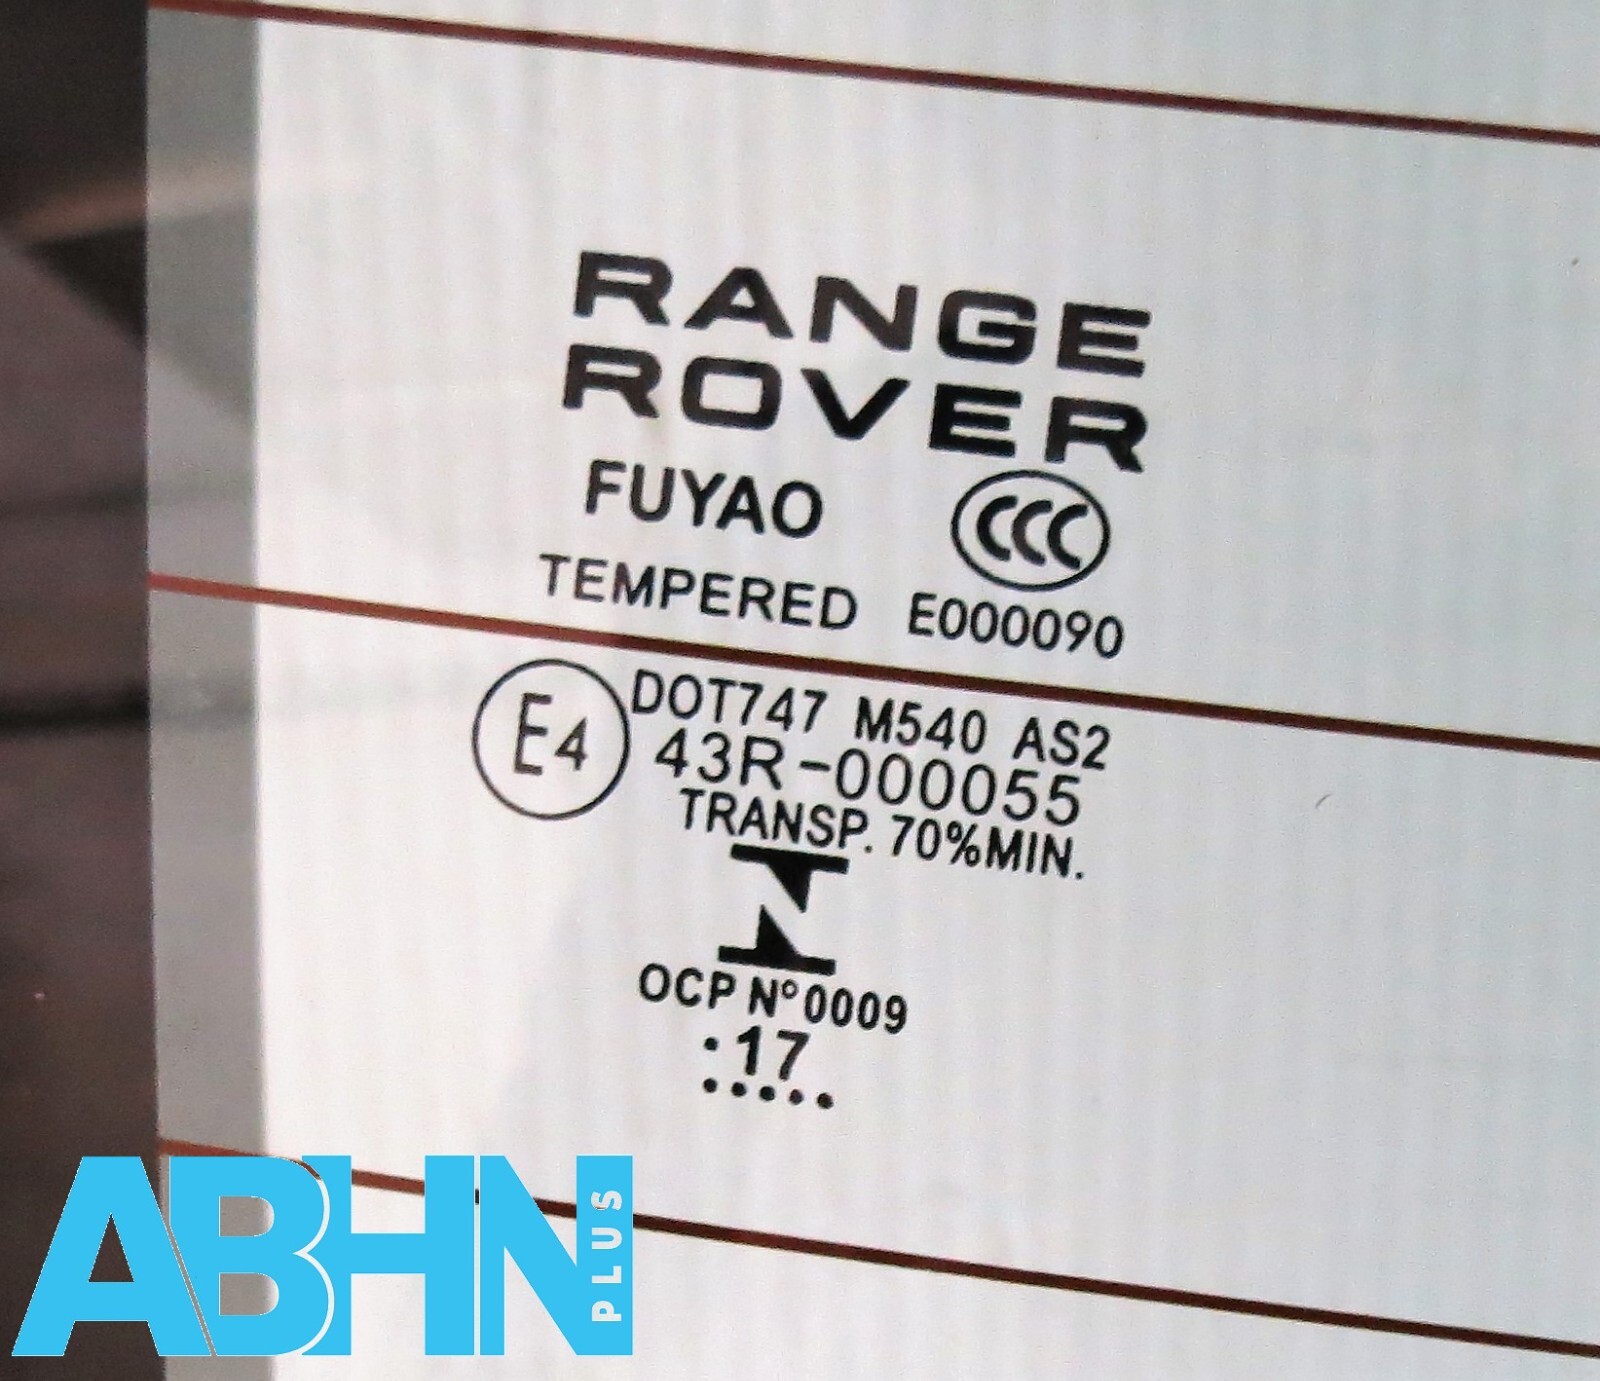 RANGE
ROVER
FUYAO CCC
TEMPERED E000090
E4 DOT747 M540 AS2
43R-000055
TRANSP. 70%MIN.
N
OCP Nº0009
:17
.....
ABHN PLUS